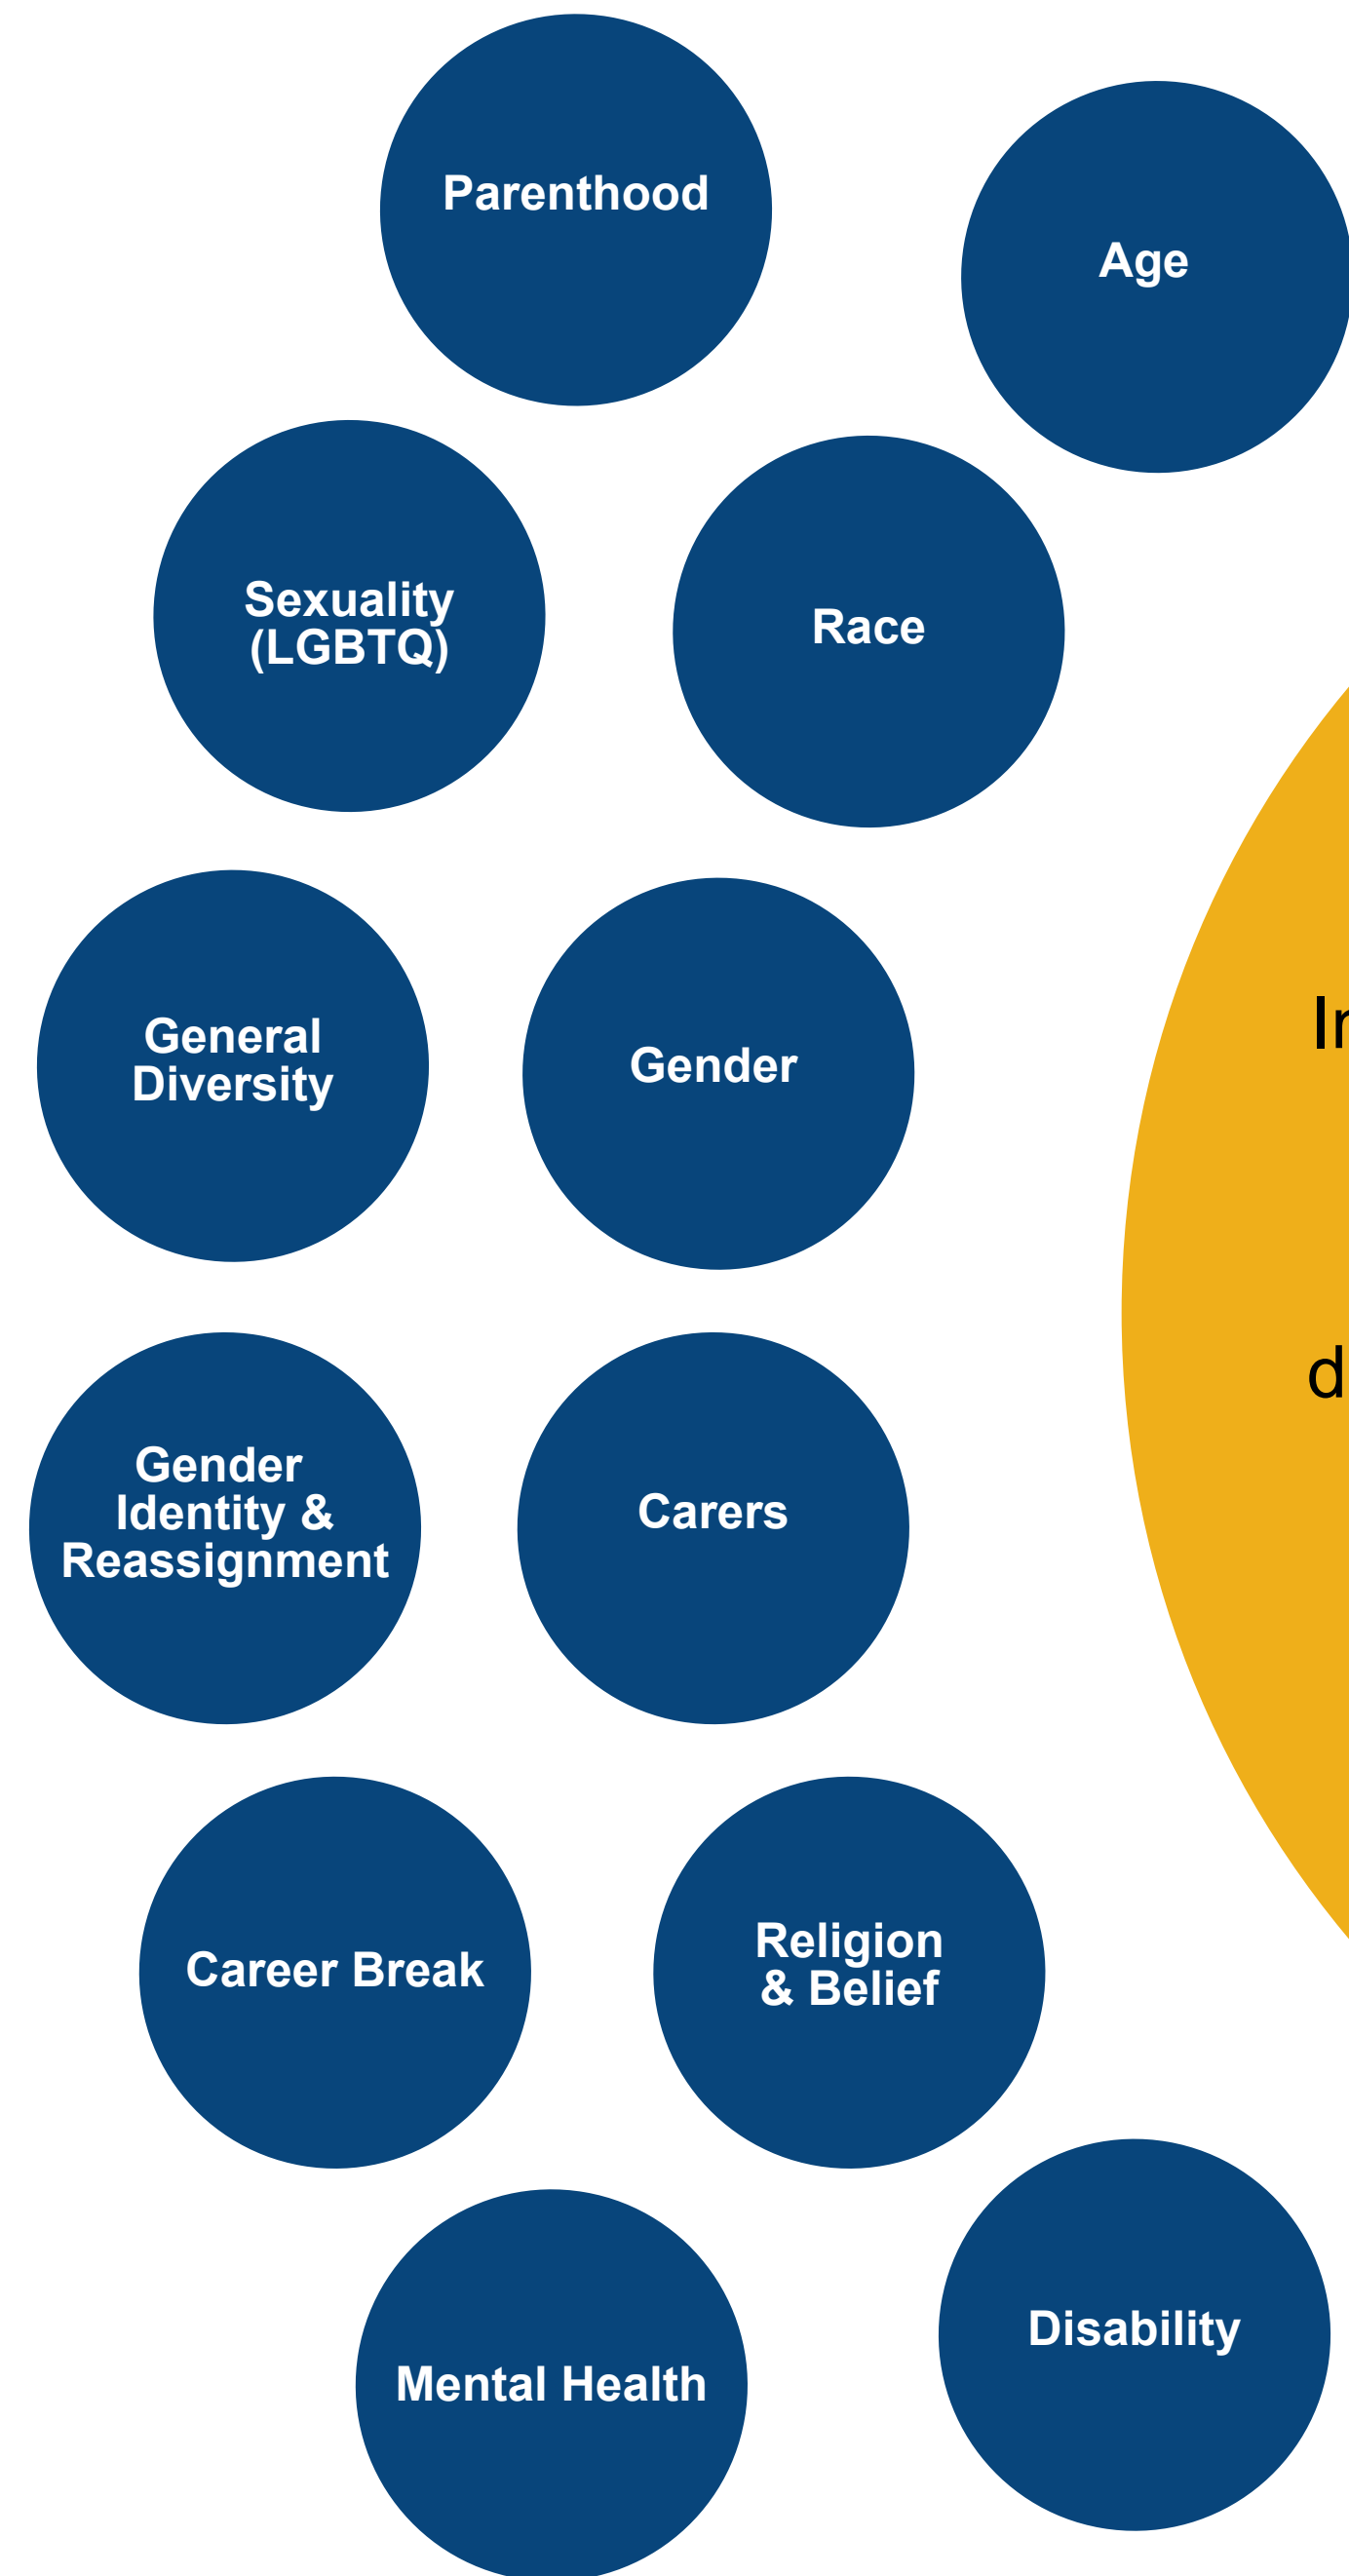 Parenthood
Age
Sexuality
(LGBTQ)
Race
General
Diversity
Gender
Gender
Identity &
Reassignment
Carers
Career Break
Religion
& Belief
Mental Health
Disability